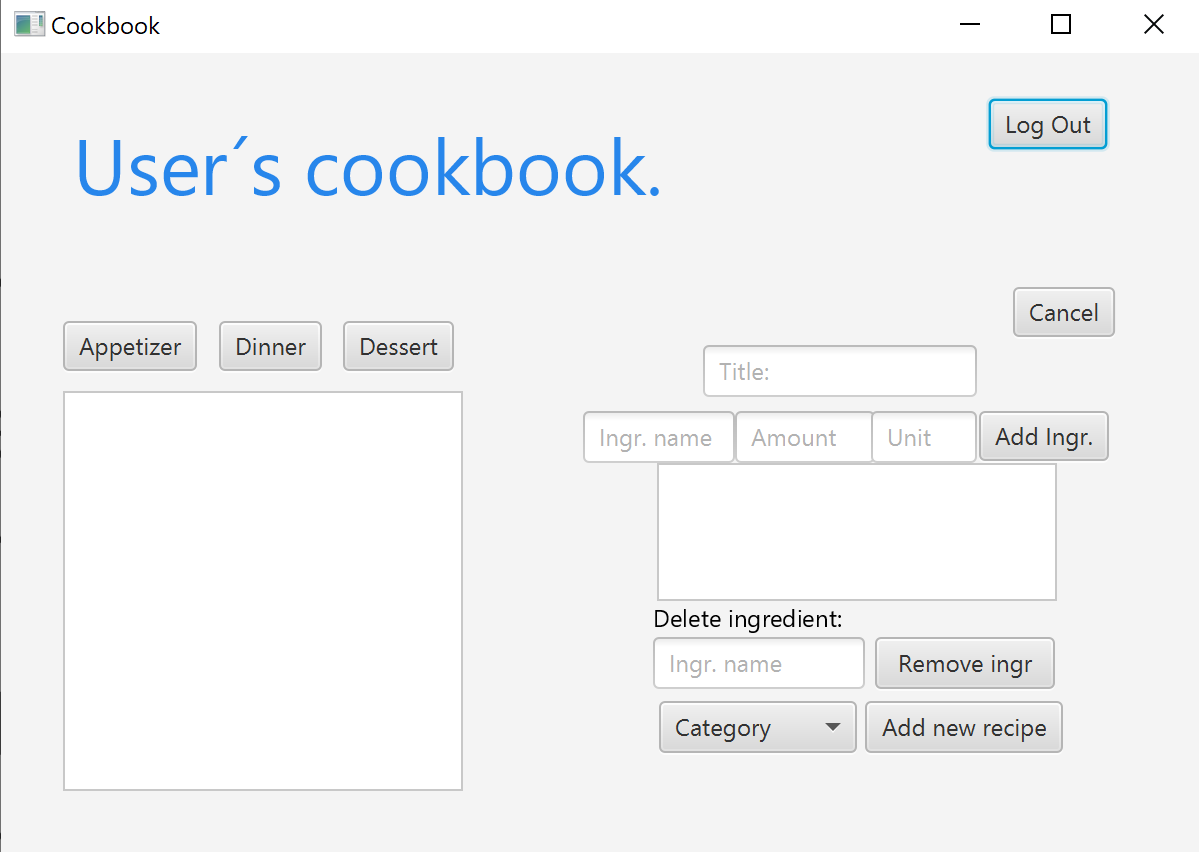 Cookbook
Log Out
User´s cookbook.
Cancel
Appetizer Dinner Dessert
Title:
Ingr. name Amount Unit Add Ingr.
Delete ingredient:
Ingr. name Remove ingr
Category Add new recipe